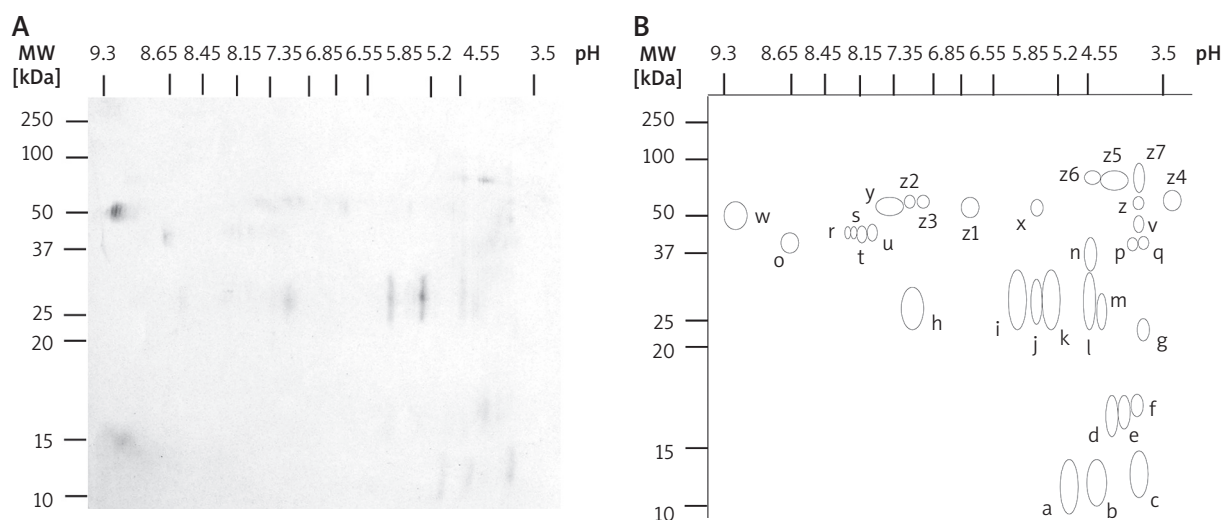 A
MW [kDa] 9.3 8.65 8.45 8.15 7.35 6.85 6.55 5.85 5.2 4.55 3.5 pH
250
100
50
37
25
20
15
10
B
MW [kDa] 9.3 8.65 8.45 8.15 7.35 6.85 6.55 5.85 5.2 4.55 3.5 pH
250
100
50
37
25
20
15
10
z6 z5 z7
y z2 z4
w r s t u z3 z1 x z v
o n p q
h i j k l m g
d e f
a b c